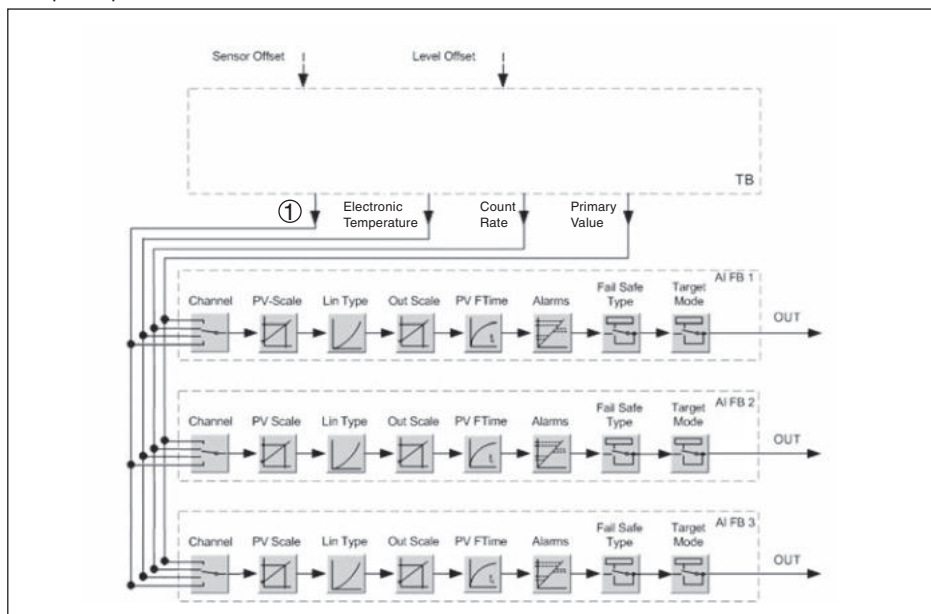 Sensor Offset Level Offset
TB
① Electronic Temperature Count Rate Primary Value
AI FB 1
Channel PV-Scale Lin Type Out Scale PV FTime Alarms Fail Safe Type Target Mode OUT
t
AI FB 2
Channel PV Scale Lin Type Out Scale PV FTime Alarms Fail Safe Type Target Mode OUT
t
AI FB 3
Channel PV Scale Lin Type Out Scale PV FTime Alarms Fail Safe Type Target Mode OUT
t